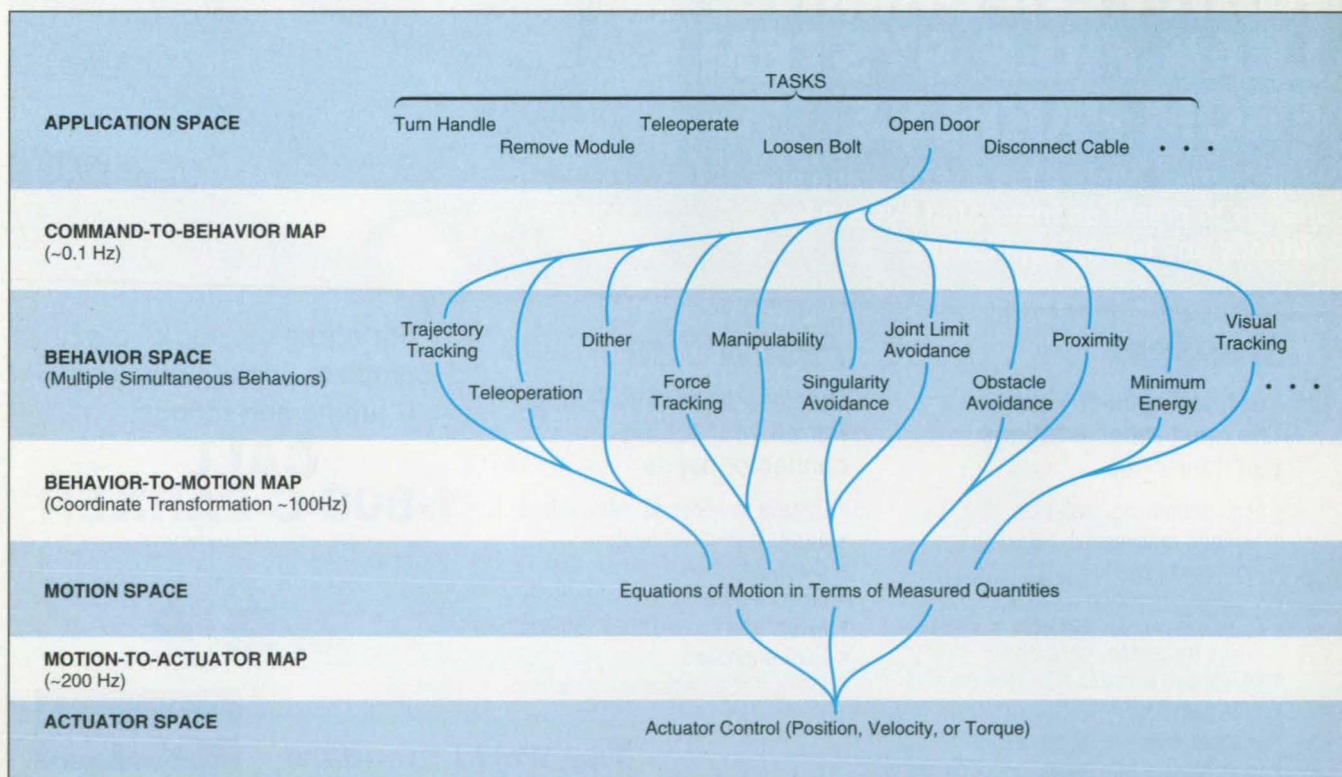 TASKS
APPLICATION SPACE
Turn Handle
Teleoperate
Open Door
Remove Module
Loosen Bolt
Disconnect Cable
• • •
COMMAND-TO-BEHAVIOR MAP
(~0.1 Hz)
BEHAVIOR SPACE
(Multiple Simultaneous Behaviors)
Trajectory
Tracking
Dither
Manipulability
Joint Limit
Avoidance
Proximity
Visual
Tracking
Teleoperation
Force
Tracking
Singularity
Avoidance
Obstacle
Avoidance
Minimum
Energy
• • •
BEHAVIOR-TO-MOTION MAP
(Coordinate Transformation ~100Hz)
MOTION SPACE
Equations of Motion in Terms of Measured Quantities
MOTION-TO-ACTUATOR MAP
(~200 Hz)
ACTUATOR SPACE
Actuator Control (Position, Velocity, or Torque)